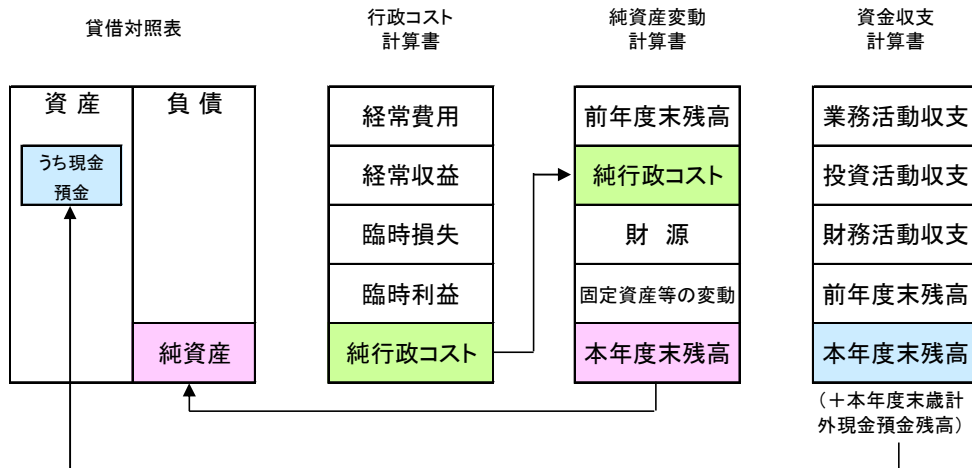 貸借対照表
資 産
負 債
うち現金
預金
純資産
行政コスト
計算書
経常費用
経常収益
臨時損失
臨時利益
純行政コスト
純資産変動
計算書
前年度末残高
純行政コスト
財 源
固定資産等の変動
本年度末残高
資金収支
計算書
業務活動収支
投資活動収支
財務活動収支
前年度末残高
本年度末残高
（＋本年度末歳計
外現金預金残高）